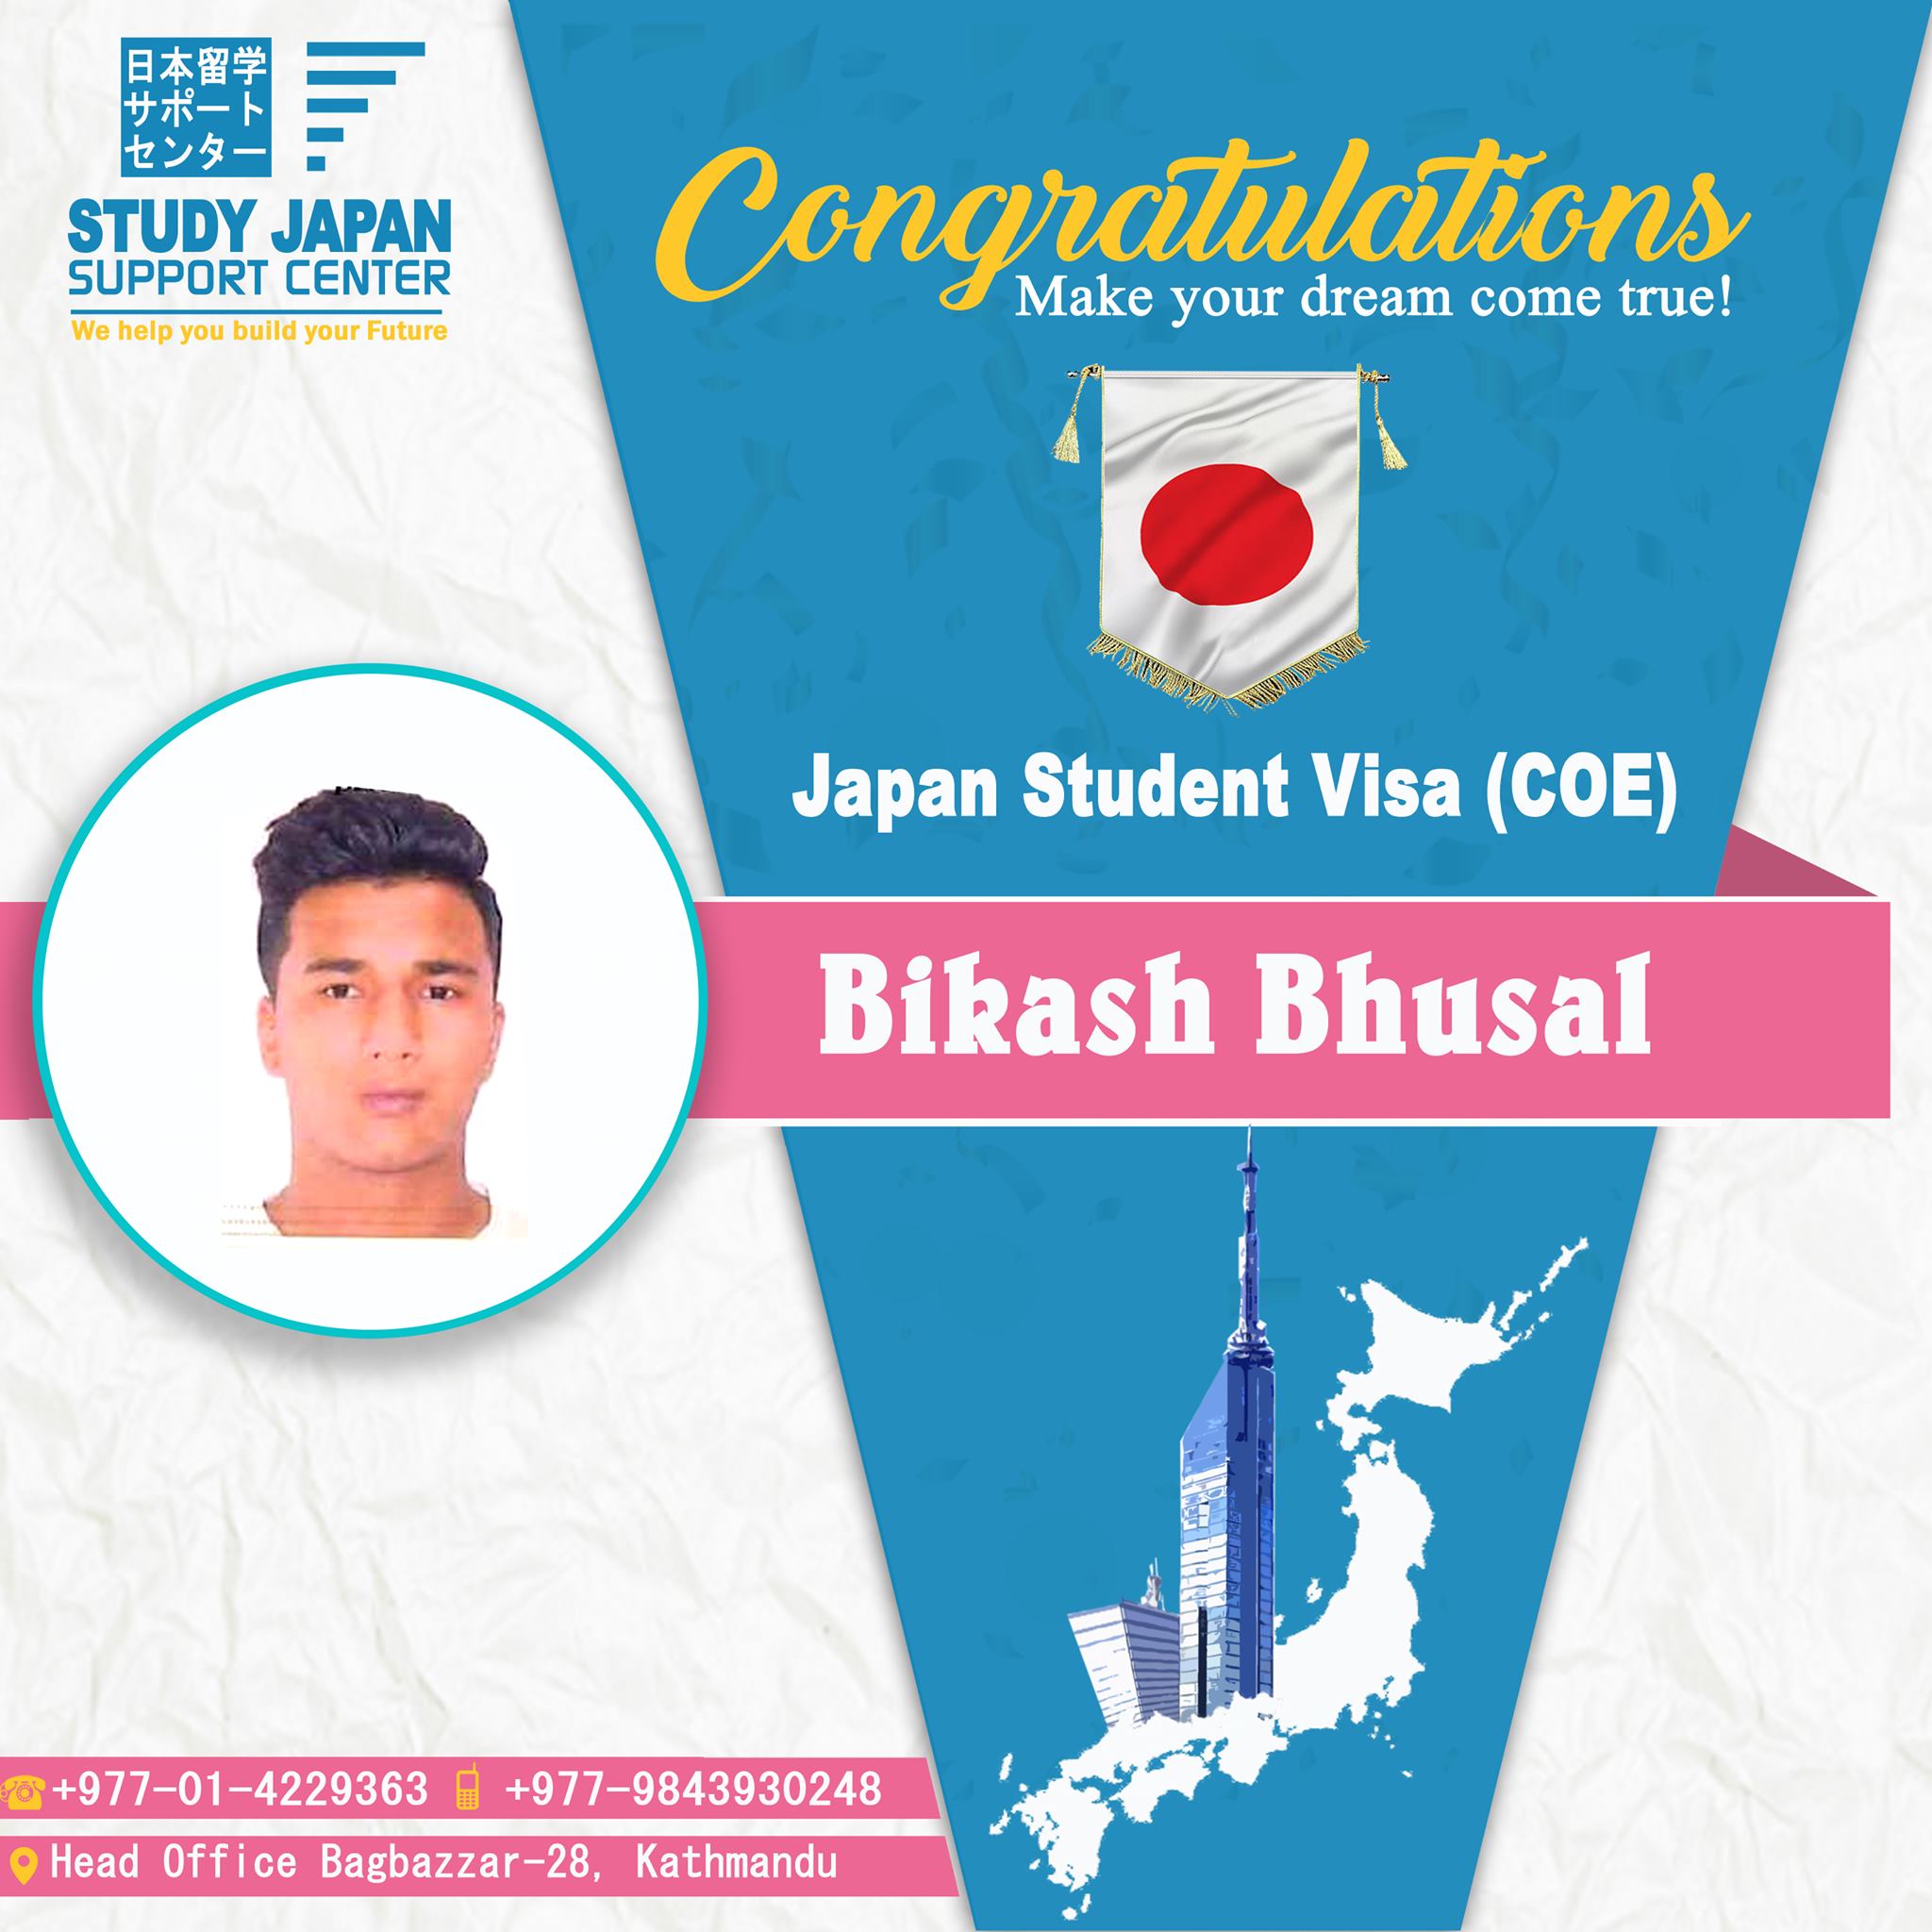 日本留学
サポート
センター
STUDY JAPAN
SUPPORT CENTER
We help you build your Future
Congratulations
Make your dream come true!
Japan Student Visa (COE)
Bikash Bhusal
+977-01-4229363 +977-9843930248
Head Office Bagbazzar-28, Kathmandu